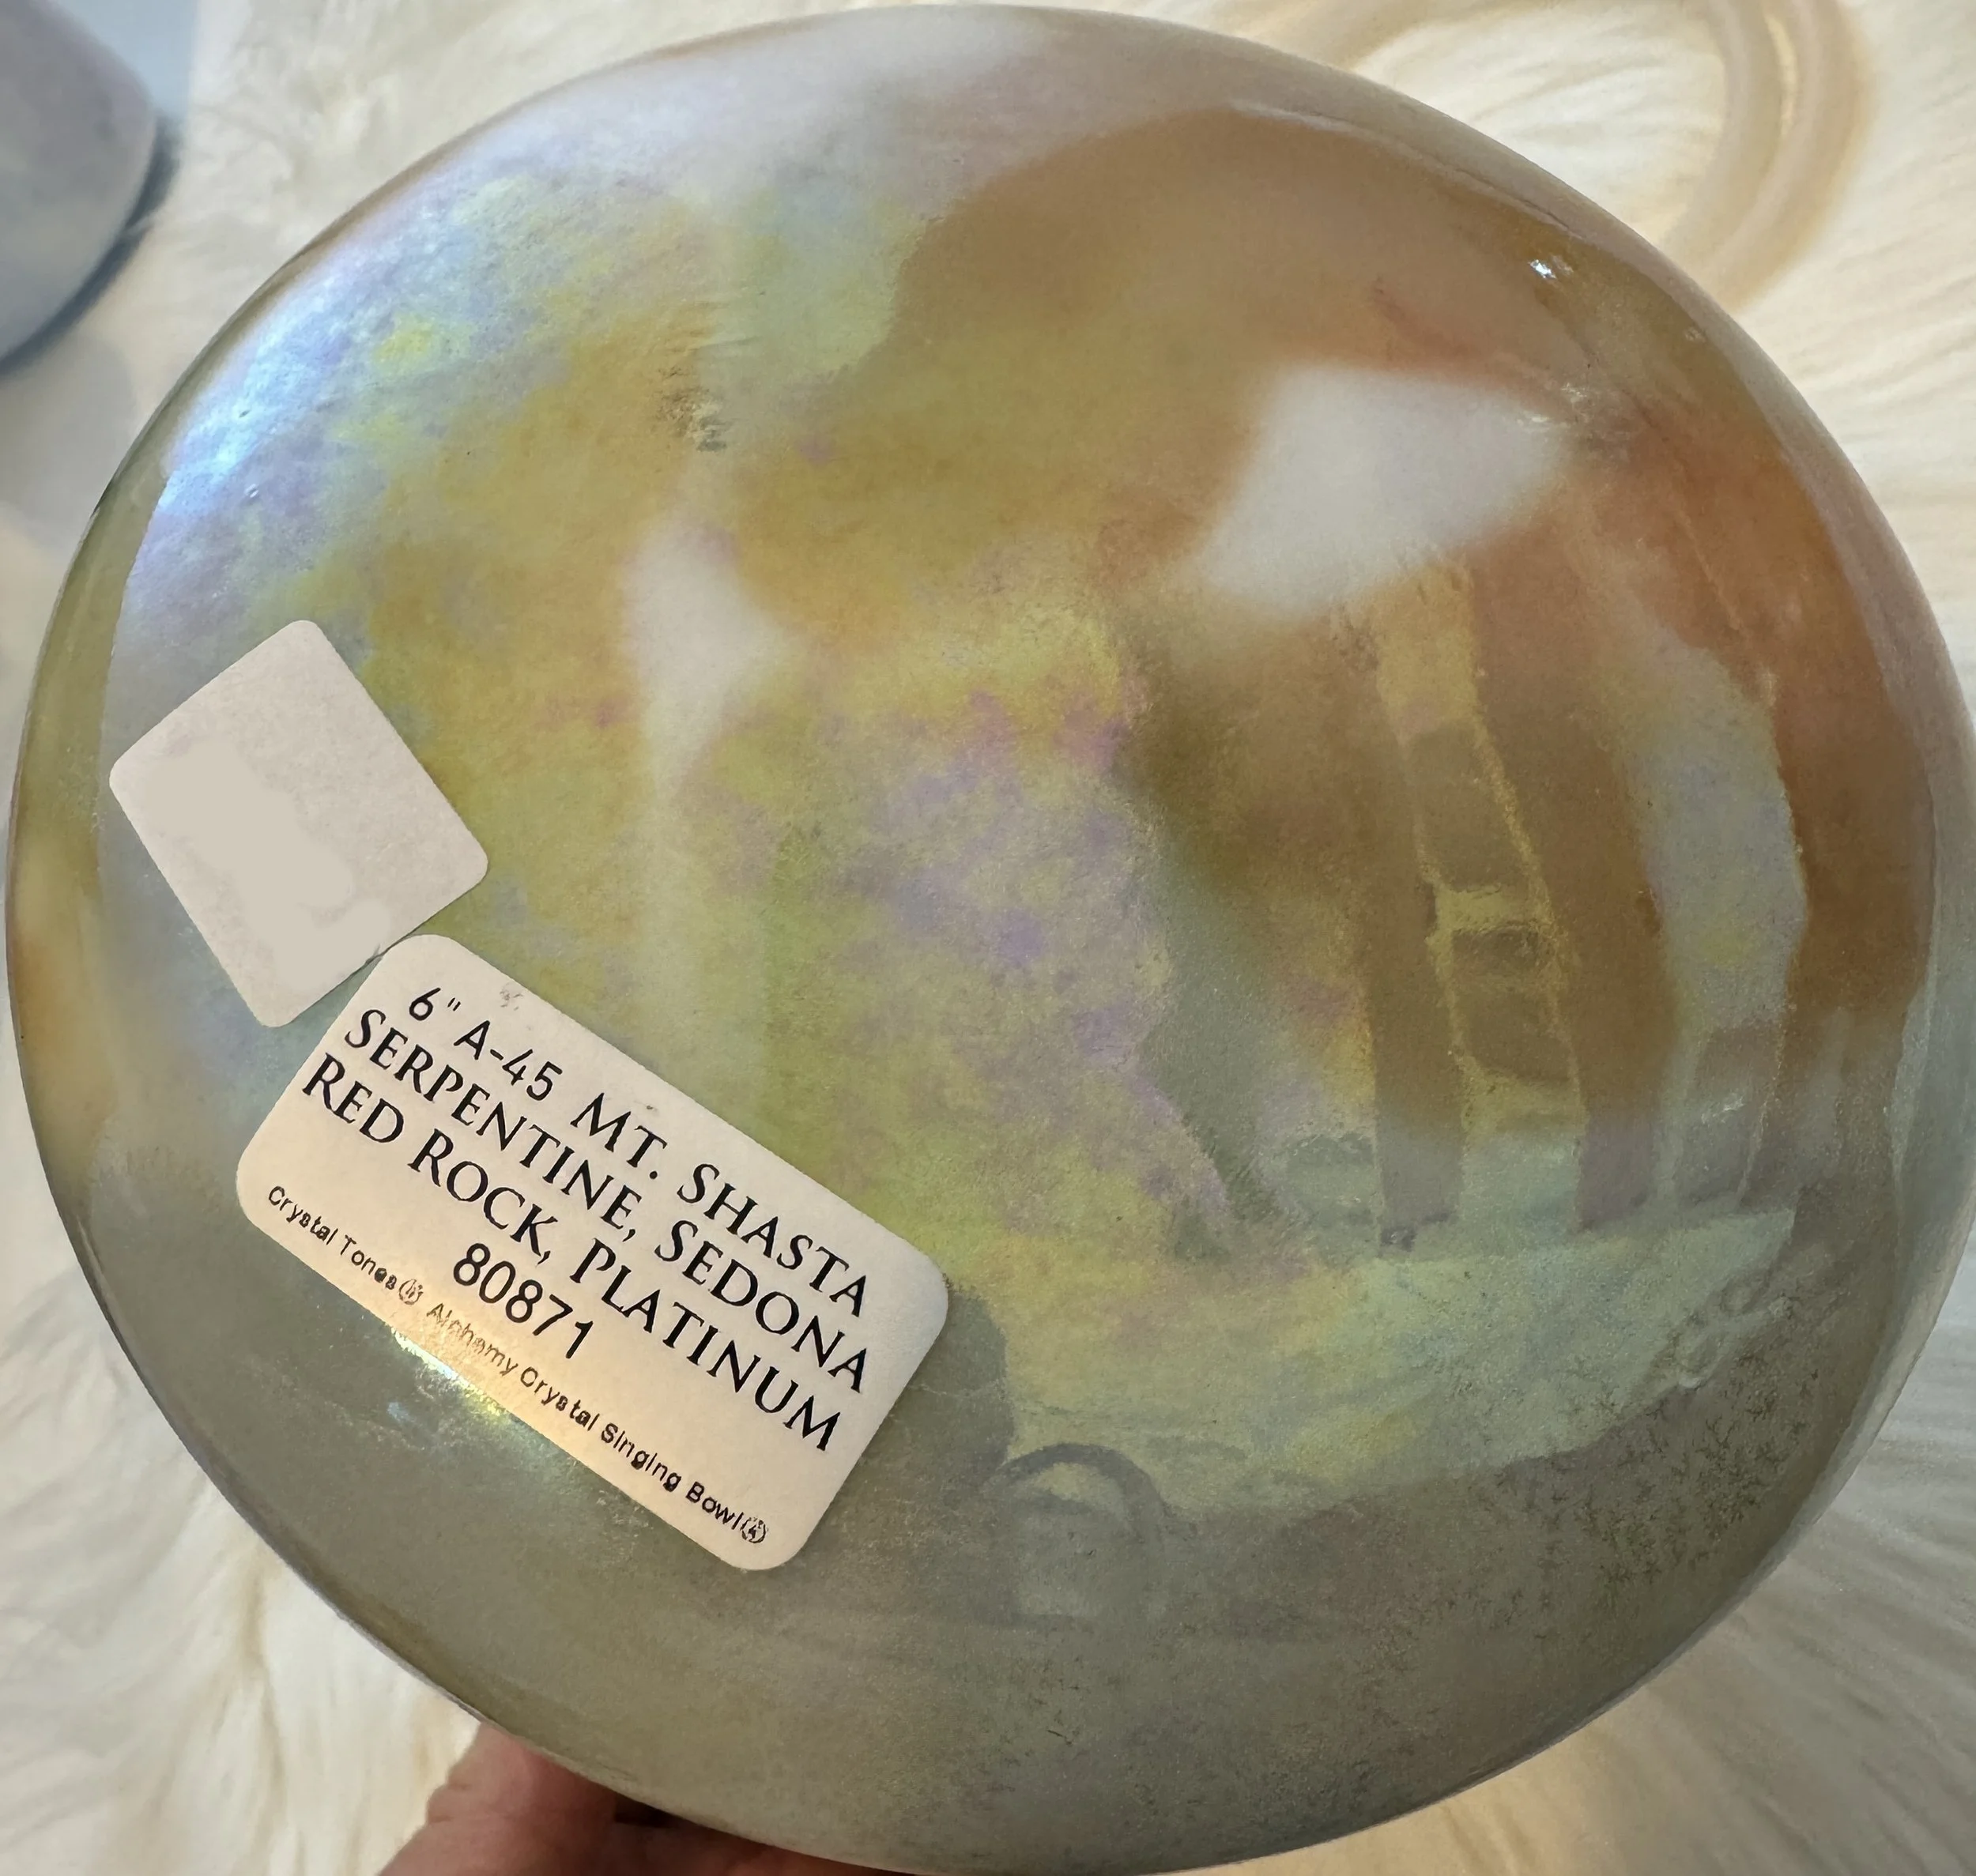 6" A-45 MT. SHASTA
SERPENTINE, SEDONA
RED ROCK, PLATINUM
80871
Crystal Tones® Alchemy Crystal Singing Bowl®